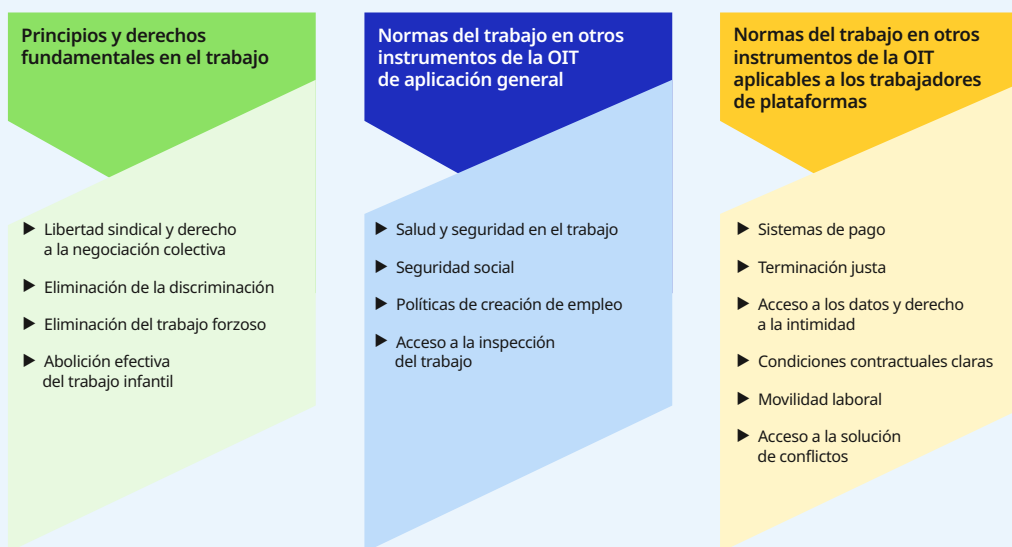 Principios y derechos
fundamentales en el trabajo
Libertad sindical y derecho
a la negociación colectiva
Eliminación de la discriminación
Eliminación del trabajo forzoso
Abolición efectiva
del trabajo infantil
Normas del trabajo en otros
instrumentos de la OIT
de aplicación general
Salud y seguridad en el trabajo
Seguridad social
Políticas de creación de empleo
Acceso a la inspección
del trabajo
Normas del trabajo en otros
instrumentos de la OIT
aplicables a los trabajadores
de plataformas
Sistemas de pago
Terminación justa
Acceso a los datos y derecho
a la intimidad
Condiciones contractuales claras
Movilidad laboral
Acceso a la solución
de conflictos